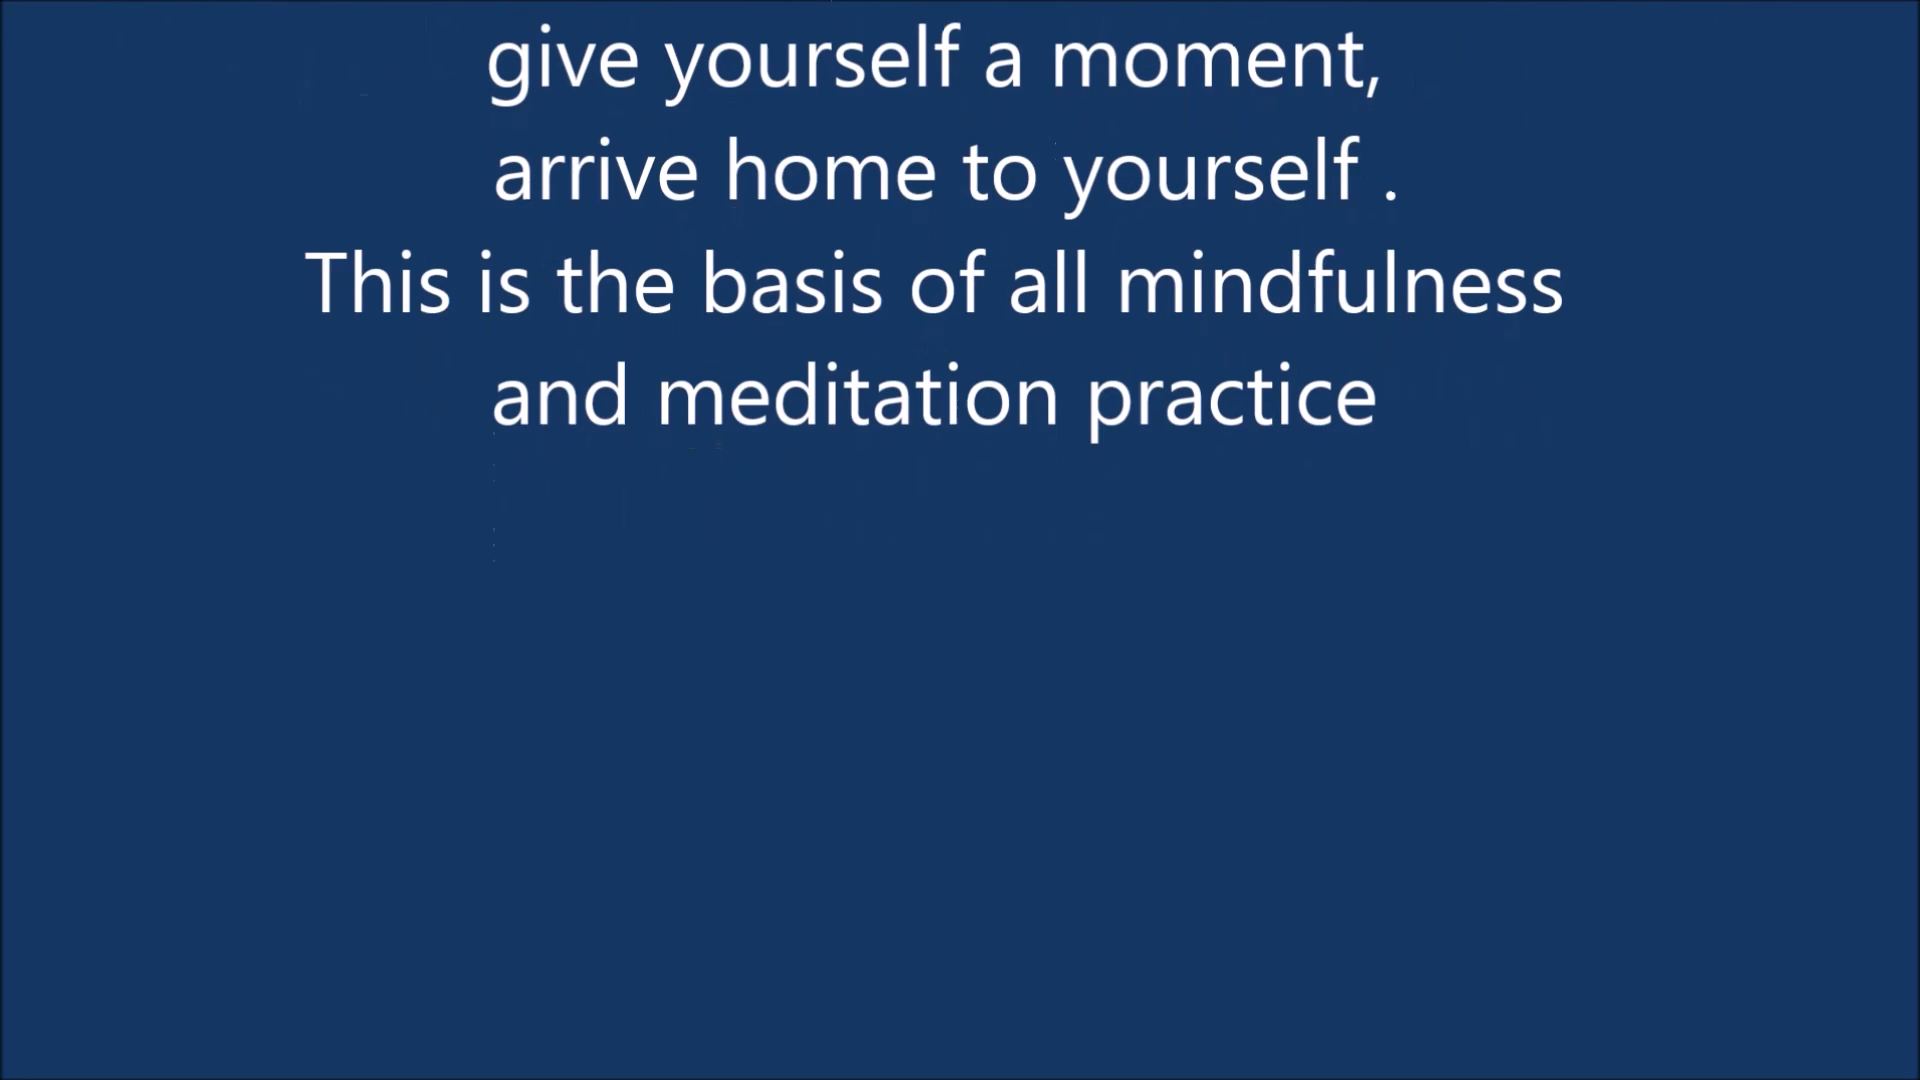 give yourself a moment,
arrive home to yourself .
This is the basis of all mindfulness
and meditation practice